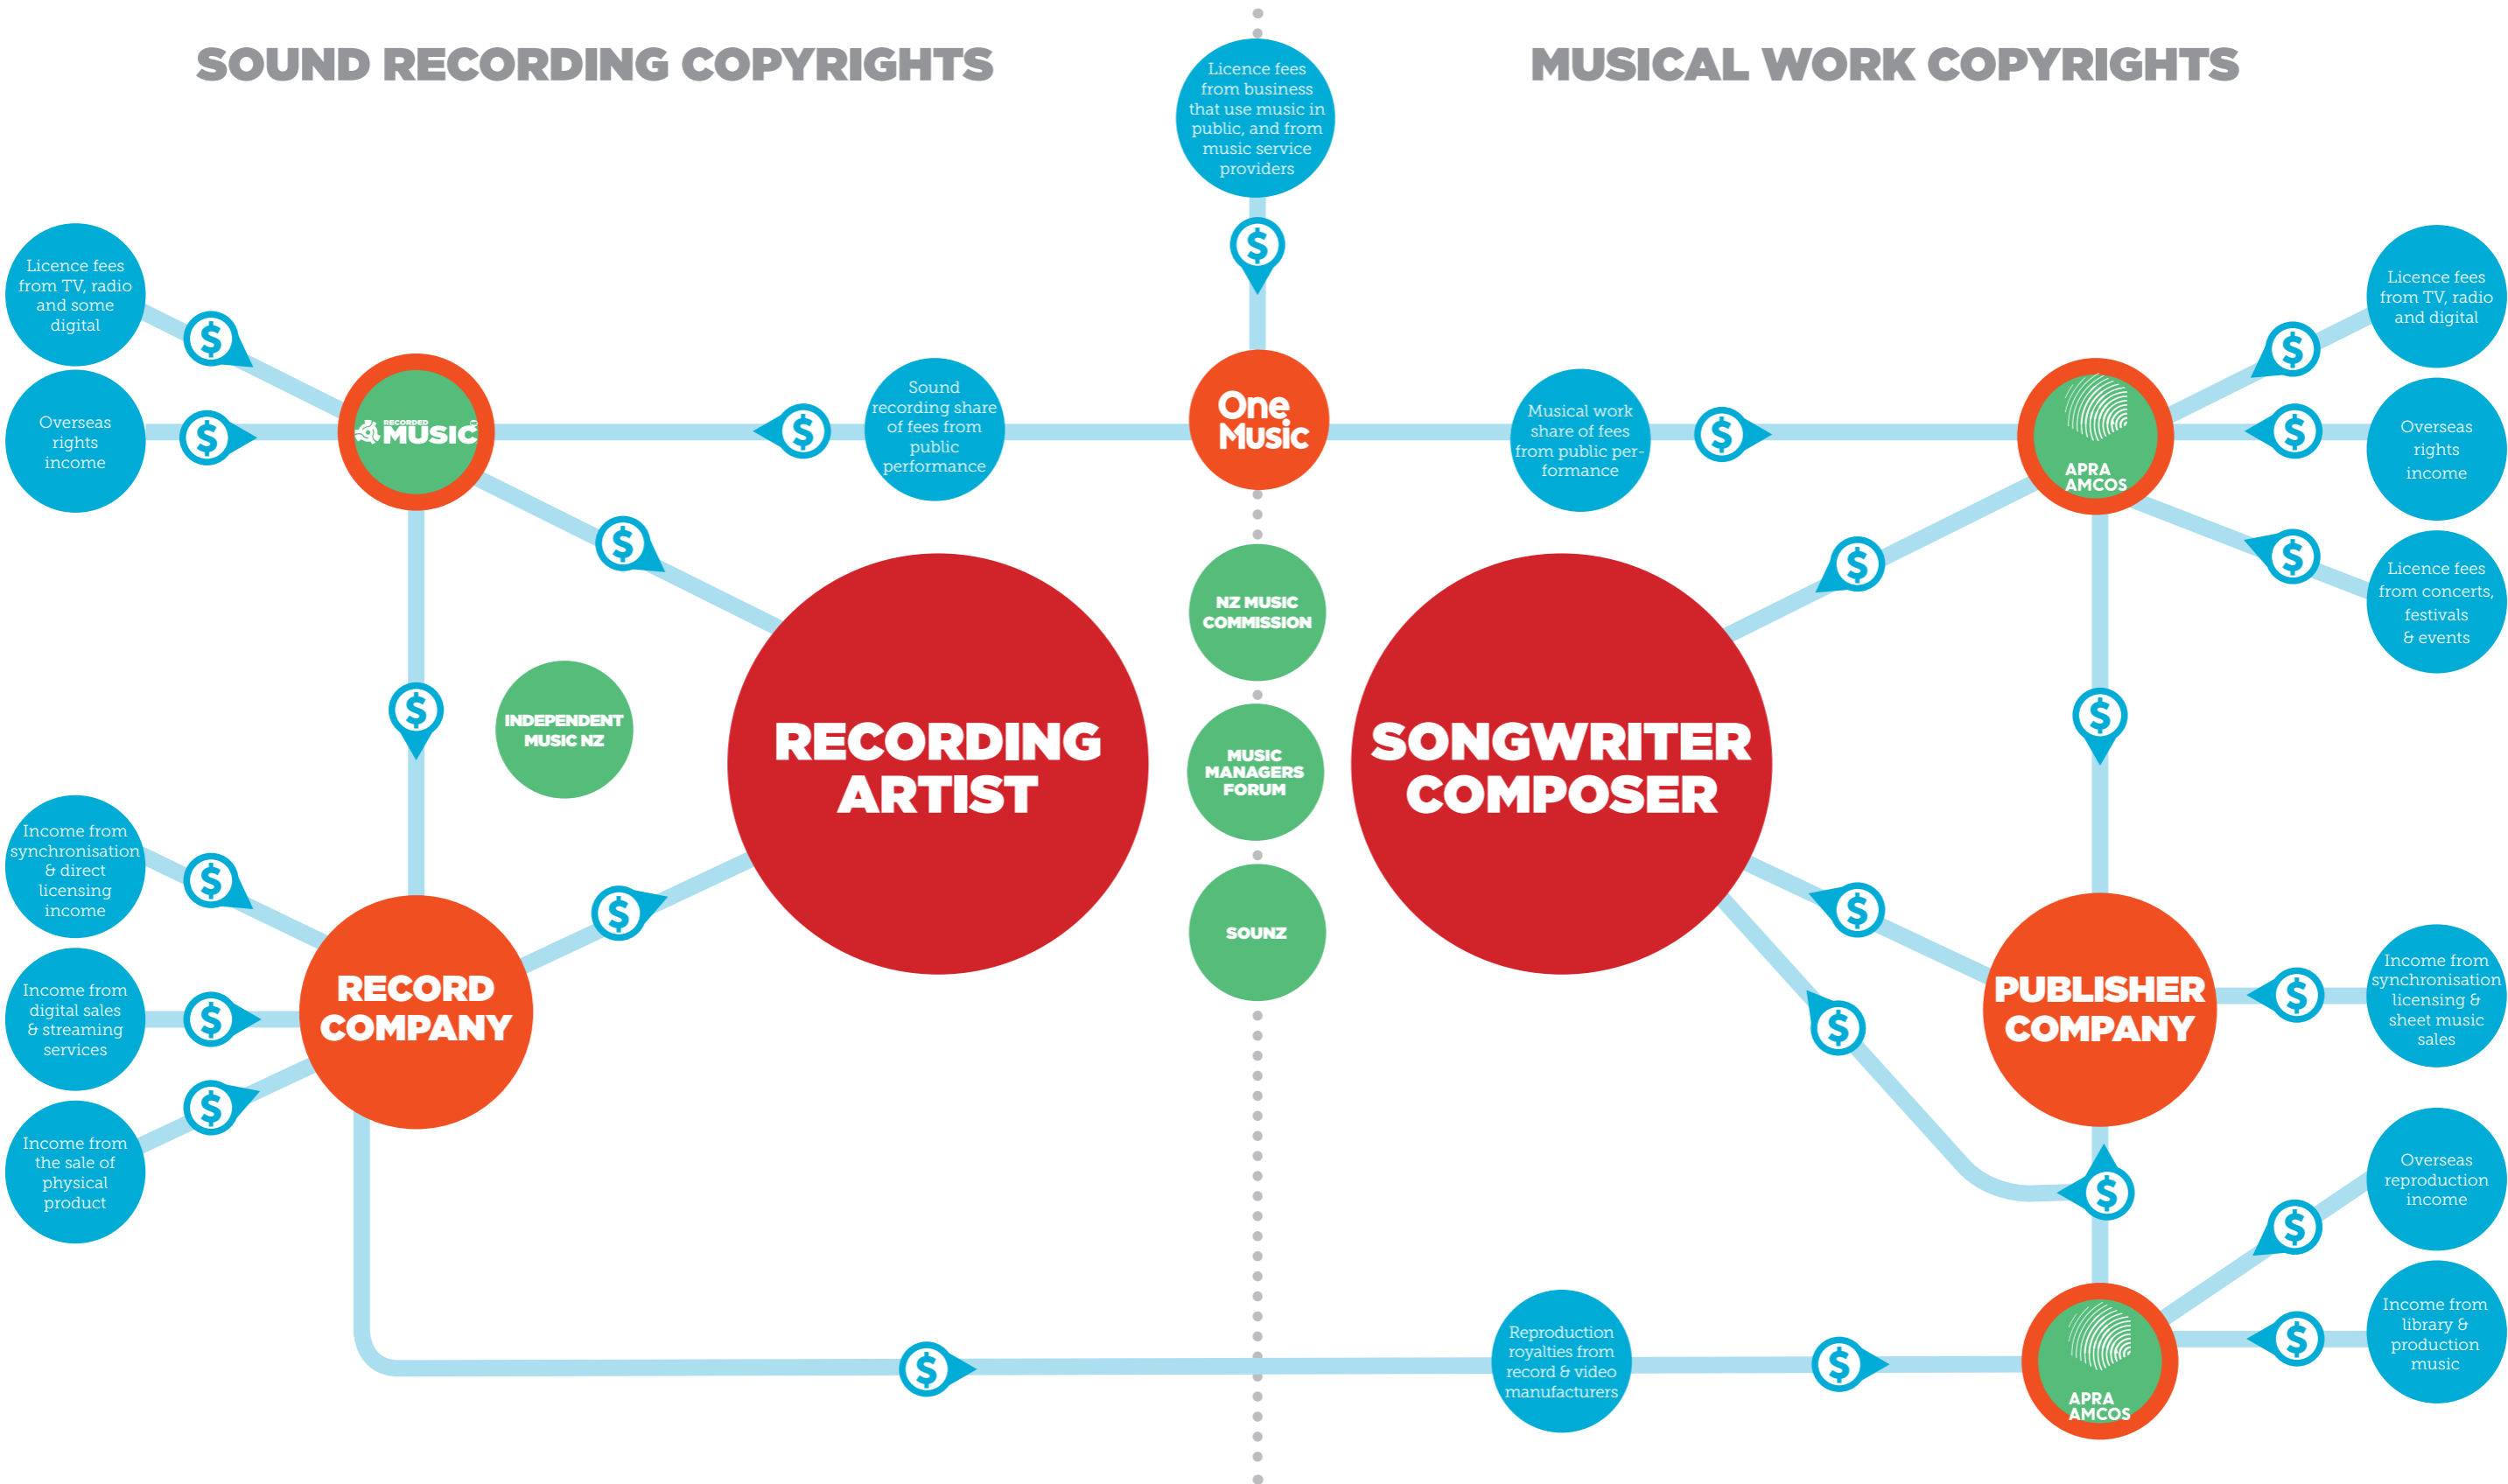 SOUND RECORDING COPYRIGHTS
MUSICAL WORK COPYRIGHTS
Licence fees
from business
that use music in
public, and from
music service
providers
$
Licence fees
from TV, radio
and some
digital
$
Overseas
rights
income
$
RECORDED
MUSIC
$
Sound
recording share
of fees from
public
performance
One
Music
Musical work
share of fees
from public per-
formance
$
APRA
AMCOS
$
Licence fees
from TV, radio
and digital
$
Overseas
rights
income
$
Licence fees
from concerts,
festivals
& events
$
$
NZ MUSIC
COMMISSION
$
$
INDEPENDENT
MUSIC NZ
RECORDING
ARTIST
MUSIC
MANAGERS
FORUM
SONGWRITER
COMPOSER
$
Income from
synchronisation
& direct
licensing
income
$
$
SOUNZ
$
Income from
digital sales
& streaming
services
$
RECORD
COMPANY
$
PUBLISHER
COMPANY
$
Income from
synchronisation
licensing &
sheet music
sales
Income from
the sale of
physical
product
$
$
Overseas
reproduction
income
$
$
Reproduction
royalties from
record & video
manufacturers
$
APRA
AMCOS
$
Income from
library &
production
music